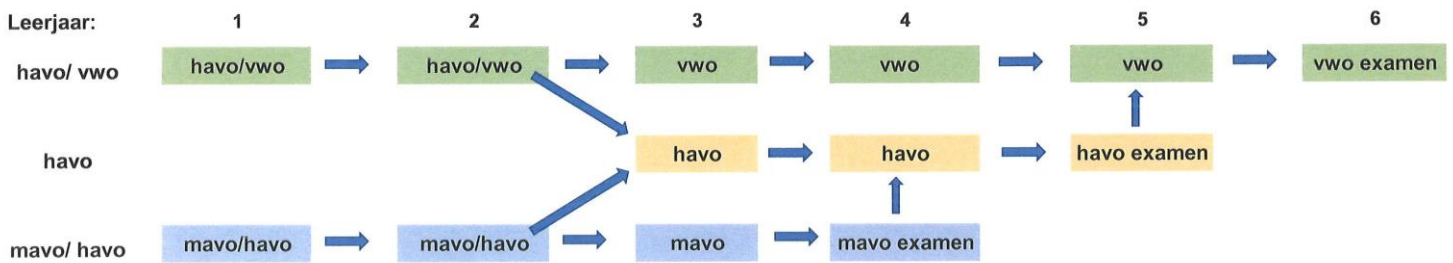 Leerjaar: 1 2 3 4 5 6
havo/ vwo havo/vwo havo/vwo vwo vwo vwo vwo examen
havo havo havo havo examen
mavo/ havo mavo/havo mavo/havo mavo mavo examen